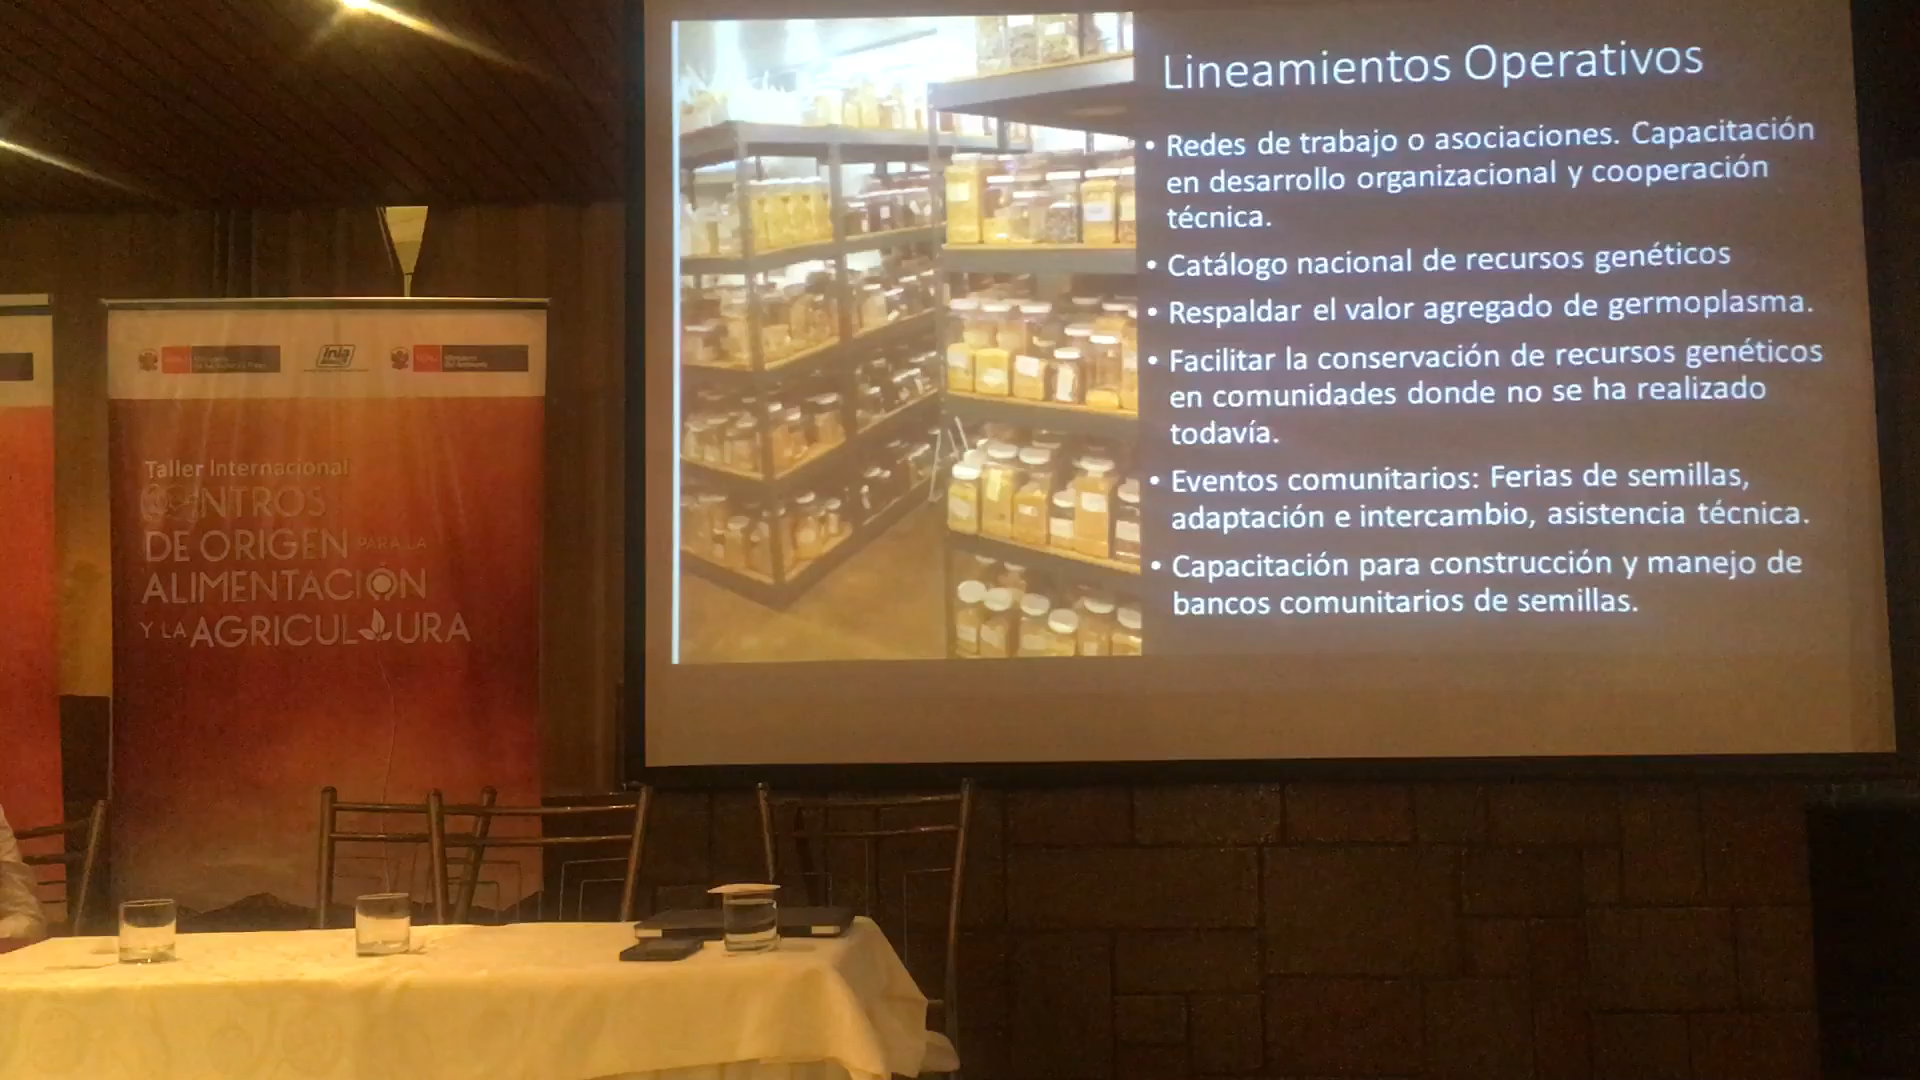 Lineamientos Operativos
• Redes de trabajo o asociaciones. Capacitación
en desarrollo organizacional y cooperación
técnica.
• Catálogo nacional de recursos genéticos
• Respaldar el valor agregado de germoplasma.
• Facilitar la conservación de recursos genéticos
en comunidades donde no se ha realizado
todavía.
• Eventos comunitarios: Ferias de semillas,
adaptación e intercambio, asistencia técnica.
• Capacitación para construcción y manejo de
bancos comunitarios de semillas.
inia
Taller Internacional
DE ORIGEN PARA LA
ALIMENTACIÓN
Y LA AGRICULTURA